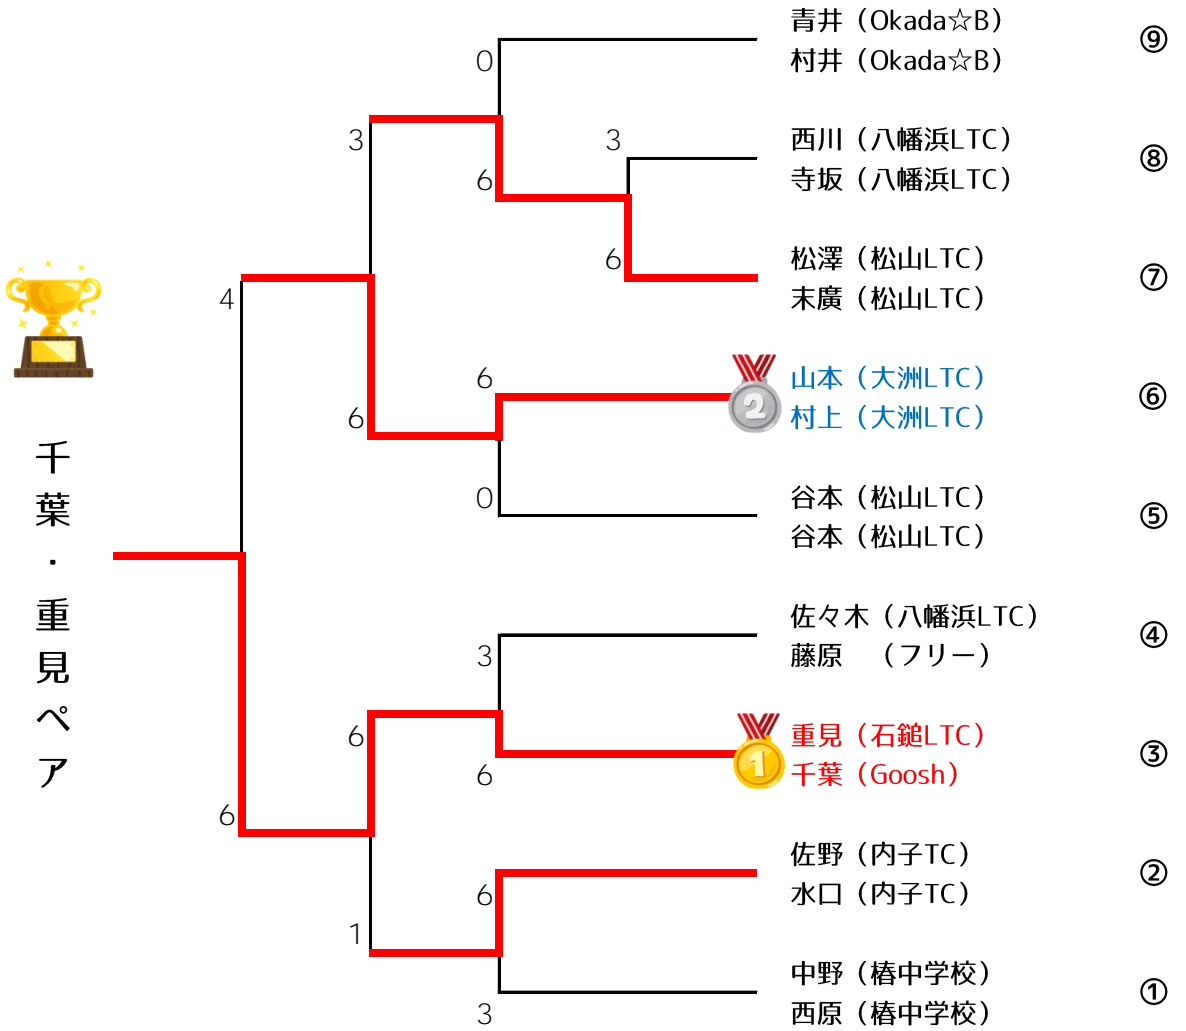 青井（Okada☆B）
村井（Okada☆B）
⑨
0
3
西川（八幡浜LTC）
寺坂（八幡浜LTC）
⑧
3
6
6
松澤（松山LTC）
末廣（松山LTC）
⑦
4
6
6
山本（大洲LTC）
村上（大洲LTC）
⑥
2
0
谷本（松山LTC）
谷本（松山LTC）
⑤
千葉・重見ペア
3
佐々木（八幡浜LTC）
藤原　（フリー）
④
6
6
重見（石鎚LTC）
千葉（Goosh）
③
1
6
6
佐野（内子TC）
水口（内子TC）
②
1
3
中野（椿中学校）
西原（椿中学校）
①